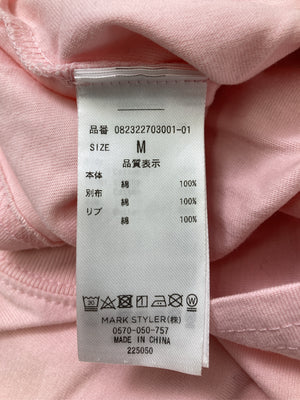 品番 082322703001-01
SIZE M
品質表示
本体 綿 100%
別布 綿 100%
リブ 綿 100%
MARK STYLER(株)
0570-050-757
MADE IN CHINA
225050